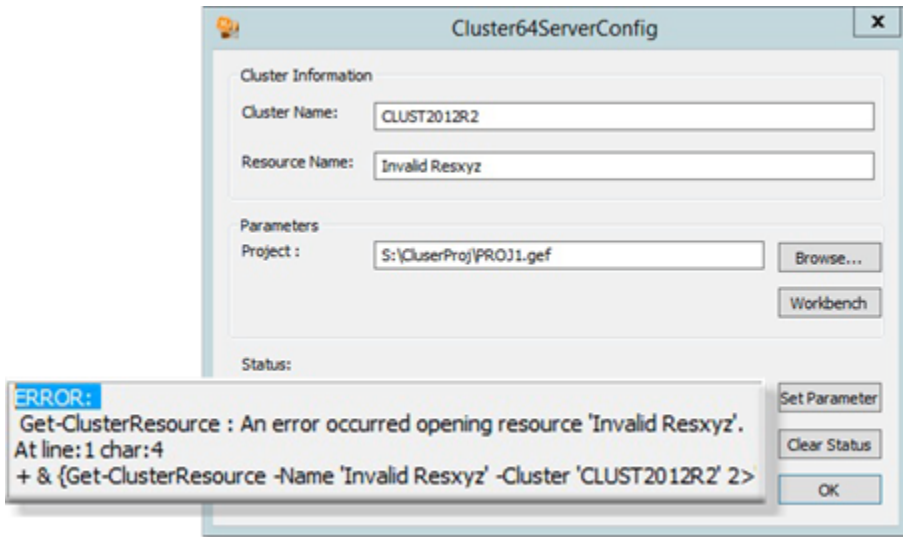 Cluster64ServerConfig
x
Cluster Information
Cluster Name:
CLUST2012R2
Resource Name:
Invalid Resxyz
Parameters
Project :
S:\CluserProj\PROJ1.gef
Browse...
Workbench
Status:
ERROR:
Get-ClusterResource : An error occurred opening resource 'Invalid Resxyz'.
At line:1 char:4
+ & {Get-ClusterResource -Name 'Invalid Resxyz' -Cluster 'CLUST2012R2' 2>
Set Parameter
Clear Status
OK